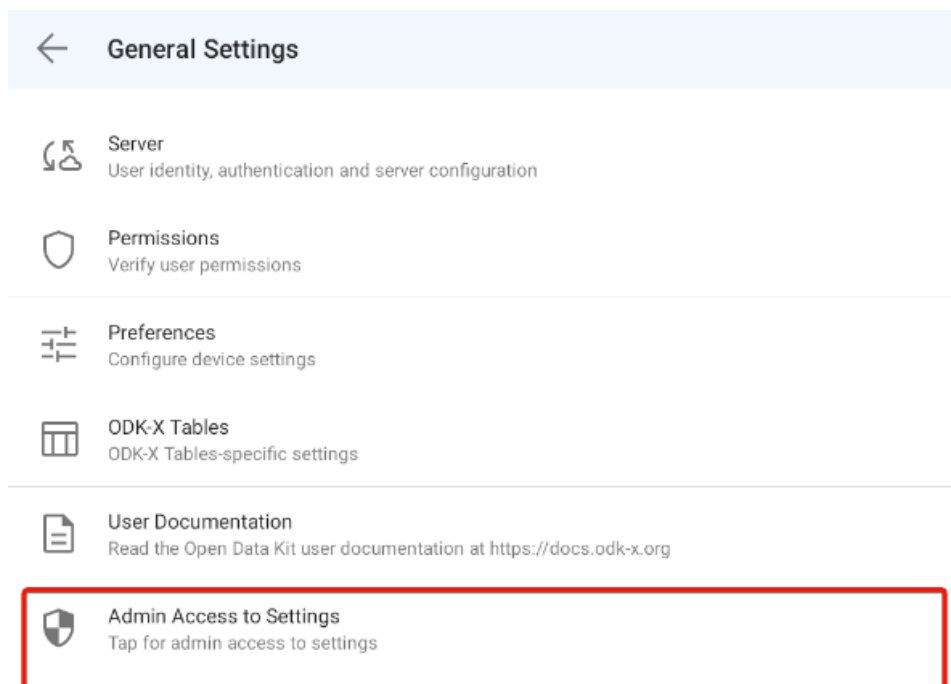 General Settings
Server
User identity, authentication and server configuration
Permissions
Verify user permissions
Preferences
Configure device settings
ODK-X Tables
ODK-X Tables-specific settings
User Documentation
Read the Open Data Kit user documentation at https://docs.odk-x.org
Admin Access to Settings
Tap for admin access to settings